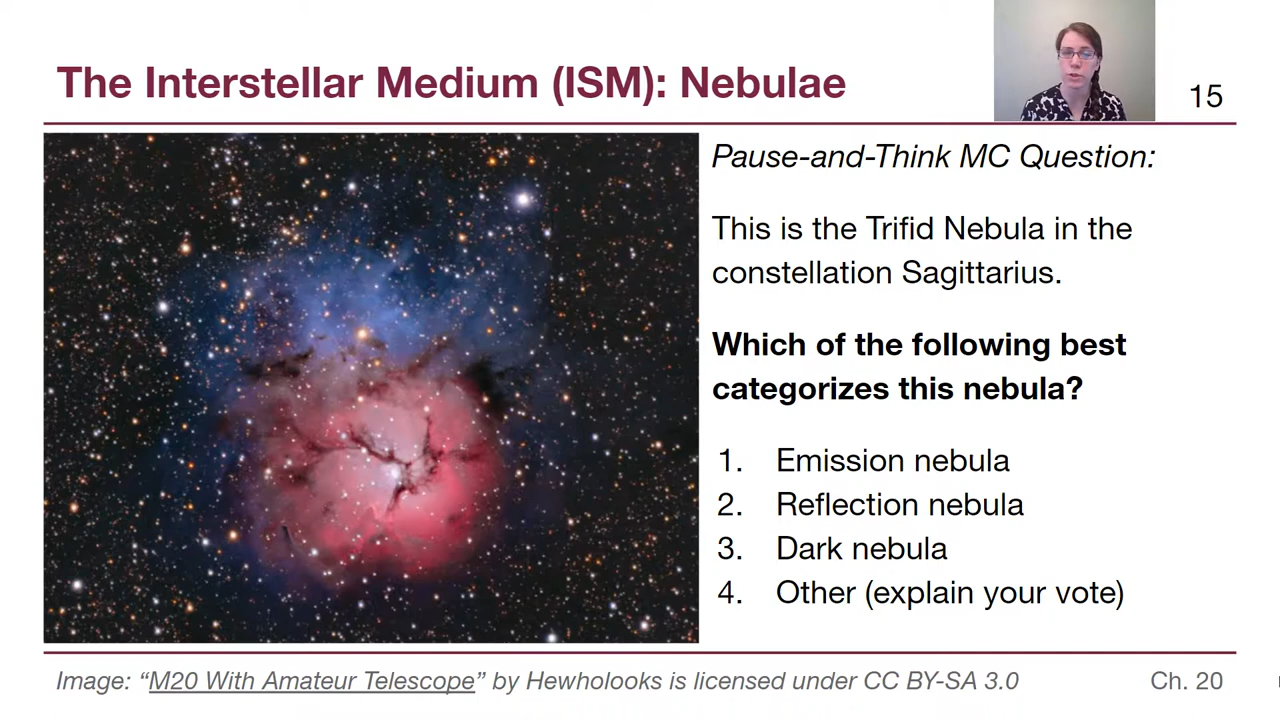 The Interstellar Medium (ISM): Nebulae
15
Pause-and-Think MC Question:
This is the Trifid Nebula in the
constellation Sagittarius.
Which of the following best
categorizes this nebula?
1. Emission nebula
2. Reflection nebula
3. Dark nebula
4. Other (explain your vote)
Image: “M20 With Amateur Telescope” by Hewholooks is licensed under CC BY-SA 3.0
Ch. 20